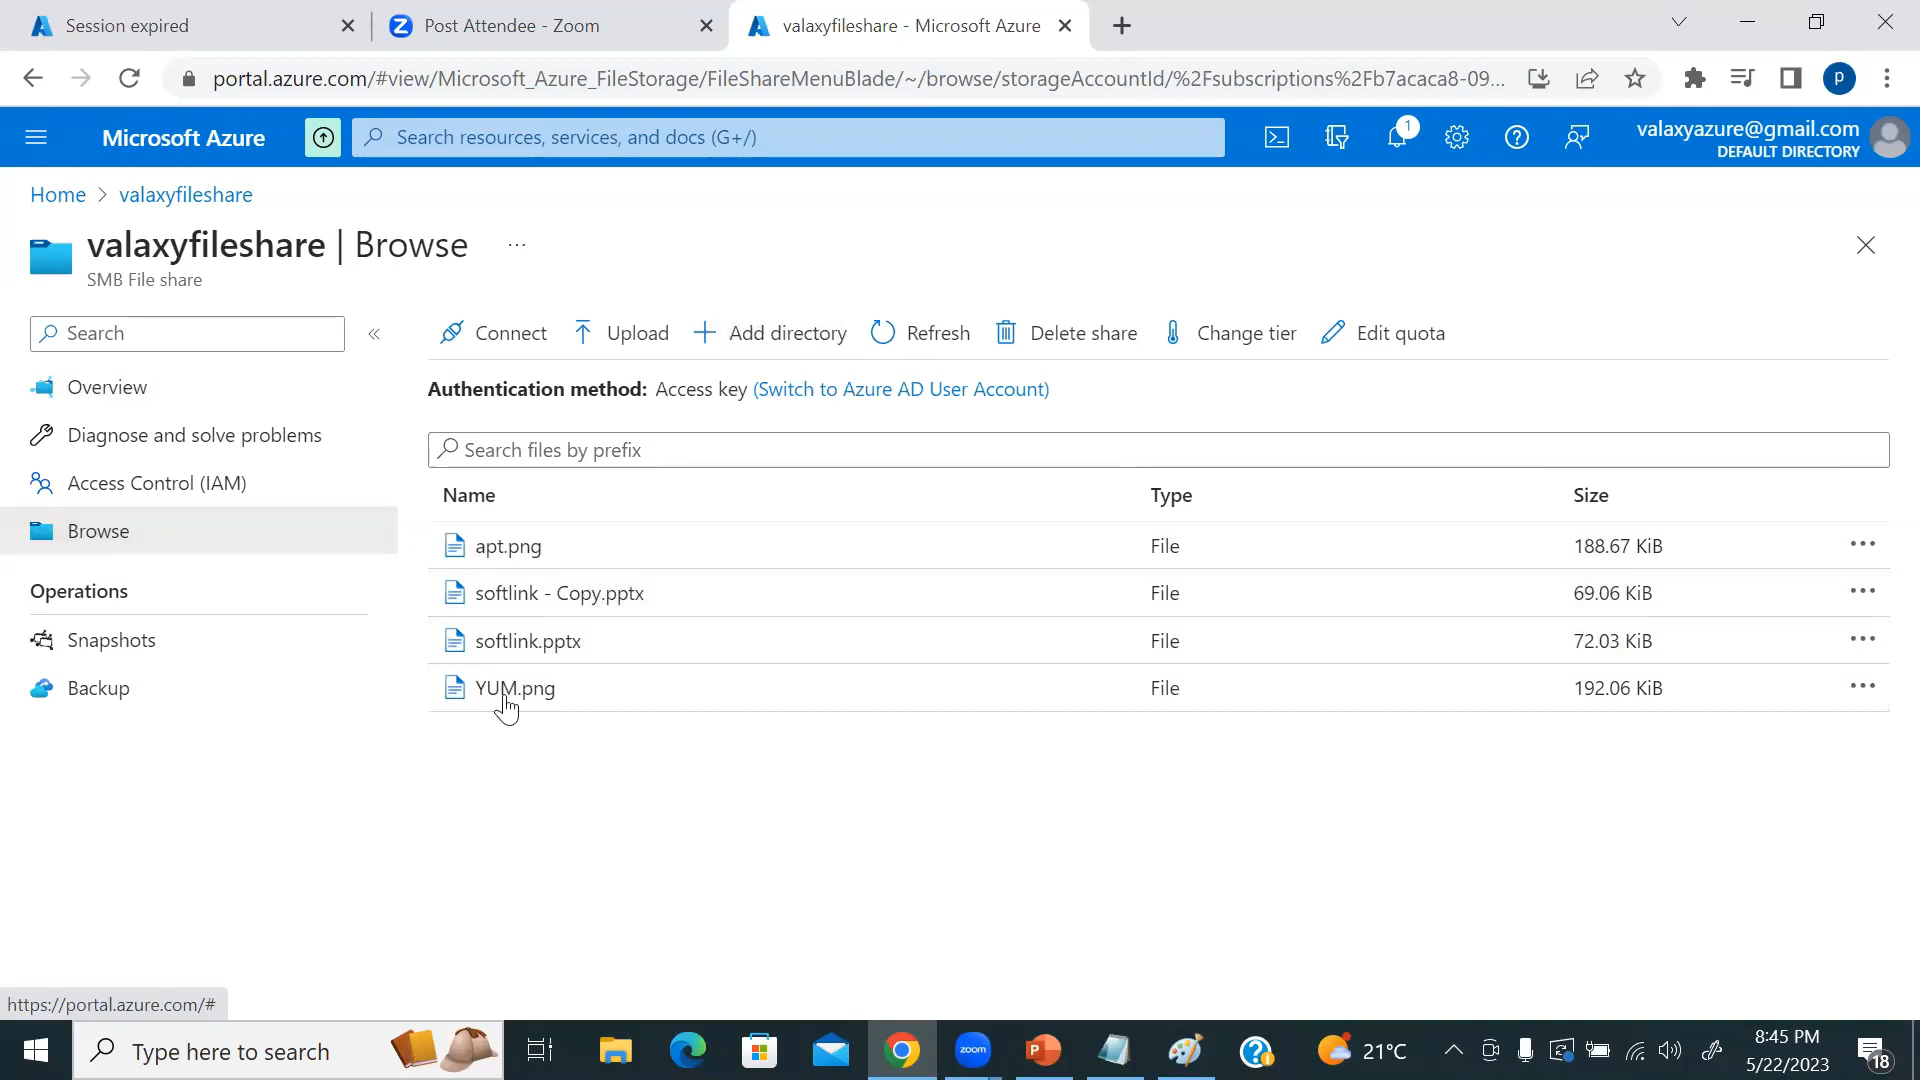 Session expired
Post Attendee - Zoom
valaxyfileshare - Microsoft Azure
portal.azure.com/#view/Microsoft_Azure_FileStorage/FileShareMenuBlade/~/browse/storageAccountId/%2Fsubscriptions%2Fb7acaca8-09...
P
Microsoft Azure
Search resources, services, and docs (G+/)
1
valaxyazure@gmail.com
DEFAULT DIRECTORY
Home > valaxyfileshare
valaxyfileshare | Browse ...
SMB File share
Search
Connect
Upload
Add directory
Refresh
Delete share
Change tier
Edit quota
Overview
Diagnose and solve problems
Access Control (IAM)
Browse
Operations
Snapshots
Backup
Authentication method: Access key (Switch to Azure AD User Account)
Search files by prefix
Name Type Size
apt.png File 188.67 KiB
softlink - Copy.pptx File 69.06 KiB
softlink.pptx File 72.03 KiB
YUM.png File 192.06 KiB
https://portal.azure.com/#
Type here to search
zoom
P
21°C
8:45 PM
5/22/2023
18